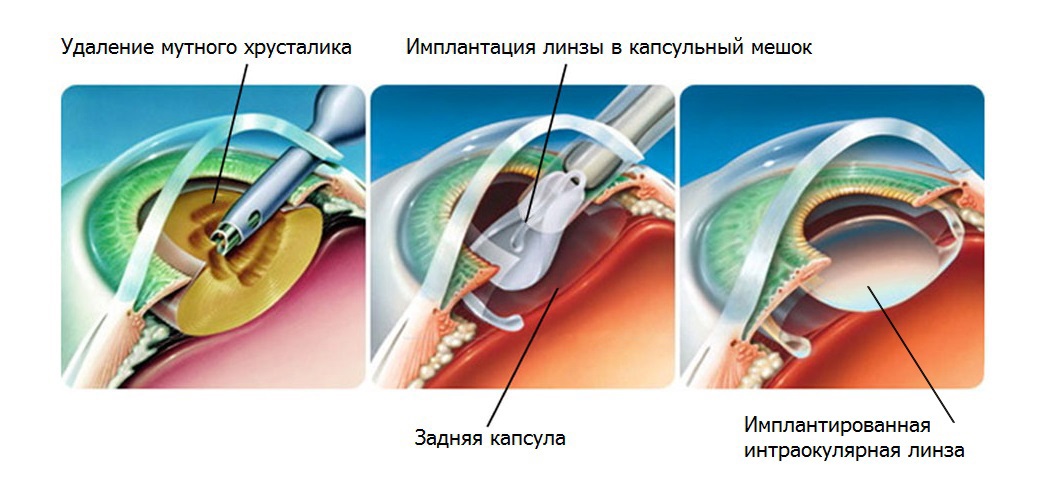 Удаление мутного хрусталика
Имплантация линзы в капсульный мешок
Задняя капсула
Имплантированная
интраокулярная линза